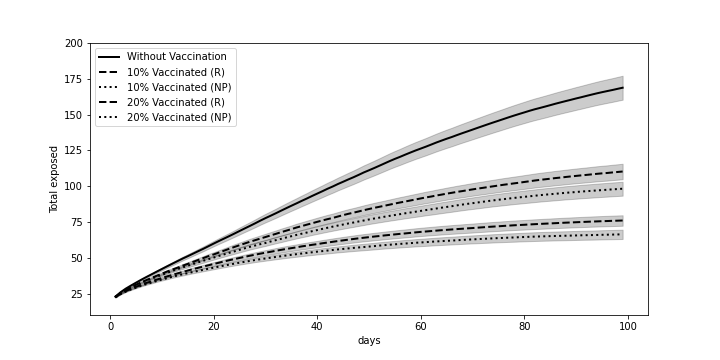 200
175
150
125
100
75
50
25
Total exposed
Without Vaccination
10% Vaccinated (R)
10% Vaccinated (NP)
20% Vaccinated (R)
20% Vaccinated (NP)
0 20 40 60 80 100
days